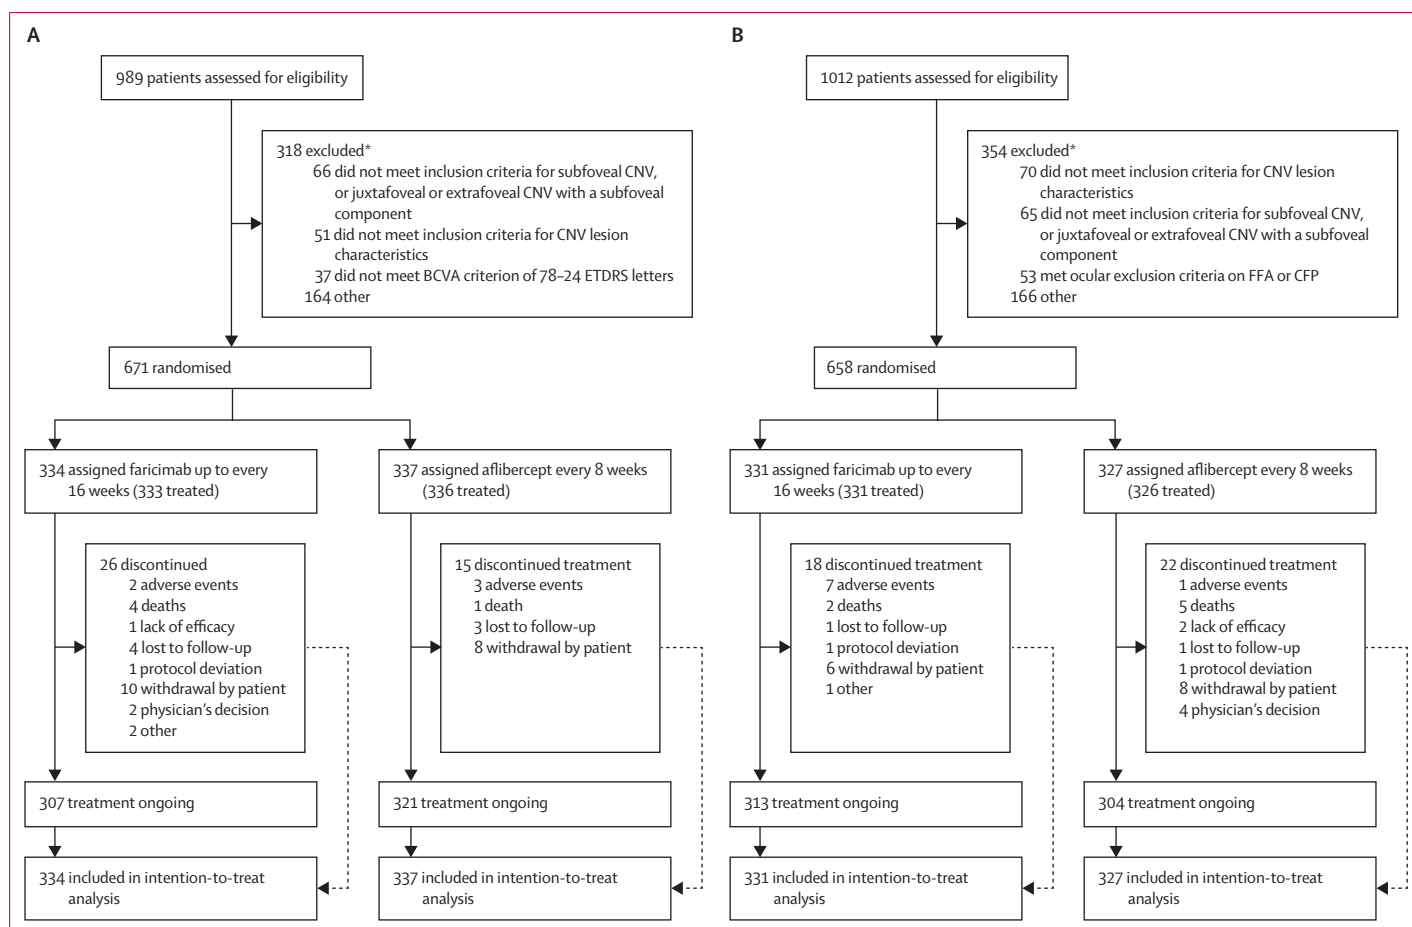 A
989 patients assessed for eligibility
318 excluded*
66 did not meet inclusion criteria for subfoveal CNV,
or juxtafoveal or extrafoveal CNV with a subfoveal
component
51 did not meet inclusion criteria for CNV lesion
characteristics
37 did not meet BCVA criterion of 78–24 ETDRS letters
164 other
671 randomised
334 assigned faricimab up to every
16 weeks (333 treated)
337 assigned aflibercept every 8 weeks
(336 treated)
26 discontinued
2 adverse events
4 deaths
1 lack of efficacy
4 lost to follow-up
1 protocol deviation
10 withdrawal by patient
2 physician's decision
2 other
15 discontinued treatment
3 adverse events
1 death
3 lost to follow-up
8 withdrawal by patient
307 treatment ongoing
321 treatment ongoing
334 included in intention-to-treat
analysis
337 included in intention-to-treat
analysis
B
1012 patients assessed for eligibility
354 excluded*
70 did not meet inclusion criteria for CNV lesion
characteristics
65 did not meet inclusion criteria for subfoveal CNV,
or juxtafoveal or extrafoveal CNV with a subfoveal
component
53 met ocular exclusion criteria on FFA or CFP
166 other
658 randomised
331 assigned faricimab up to every
16 weeks (331 treated)
327 assigned aflibercept every 8 weeks
(326 treated)
18 discontinued treatment
7 adverse events
2 deaths
1 lost to follow-up
1 protocol deviation
6 withdrawal by patient
1 other
22 discontinued treatment
1 adverse events
5 deaths
2 lack of efficacy
1 lost to follow-up
1 protocol deviation
8 withdrawal by patient
4 physician's decision
313 treatment ongoing
304 treatment ongoing
331 included in intention-to-treat
analysis
327 included in intention-to-treat
analysis